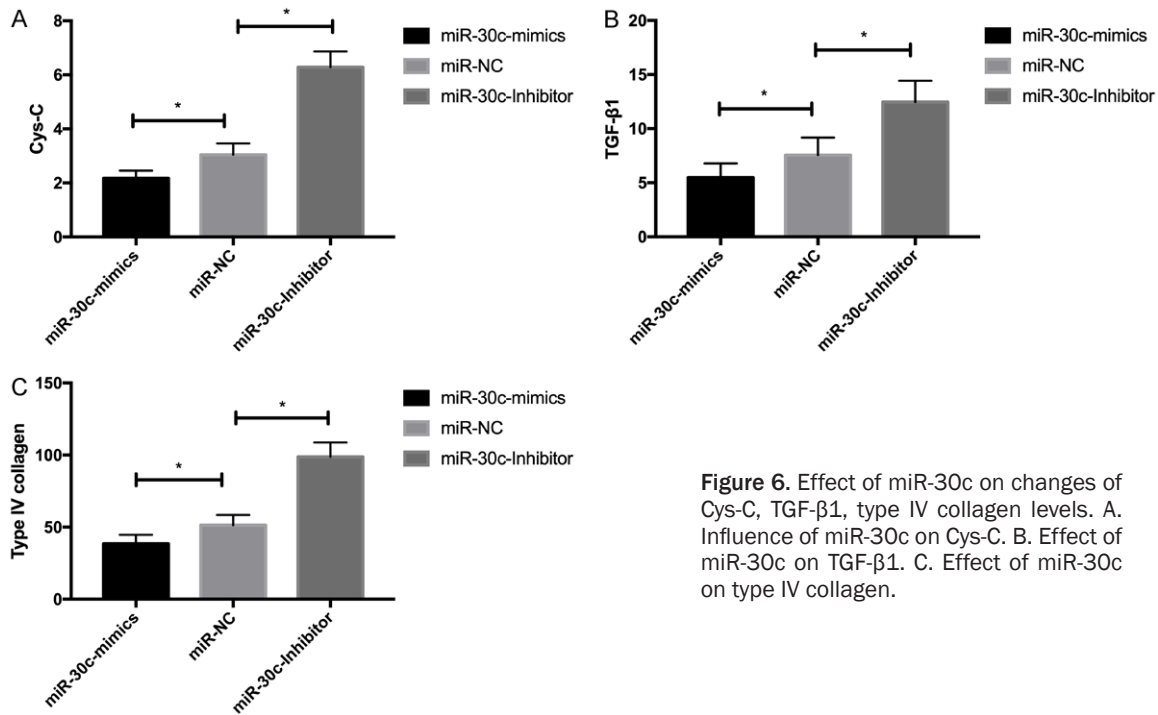 A
8
6
4
2
0
Cys-C
*
*
miR-30c-mimics
miR-NC
miR-30c-Inhibitor
miR-30c-mimics
miR-NC
miR-30c-Inhibitor
B
20
15
10
5
0
TGF-β1
*
*
miR-30c-mimics
miR-NC
miR-30c-Inhibitor
miR-30c-mimics
miR-NC
miR-30c-Inhibitor
C
150
100
50
0
Type IV collagen
*
*
miR-30c-mimics
miR-NC
miR-30c-Inhibitor
miR-30c-mimics
miR-NC
miR-30c-Inhibitor
Figure 6. Effect of miR-30c on changes of
Cys-C, TGF-β1, type IV collagen levels. A.
Influence of miR-30c on Cys-C. B. Effect of
miR-30c on TGF-β1. C. Effect of miR-30c
on type IV collagen.